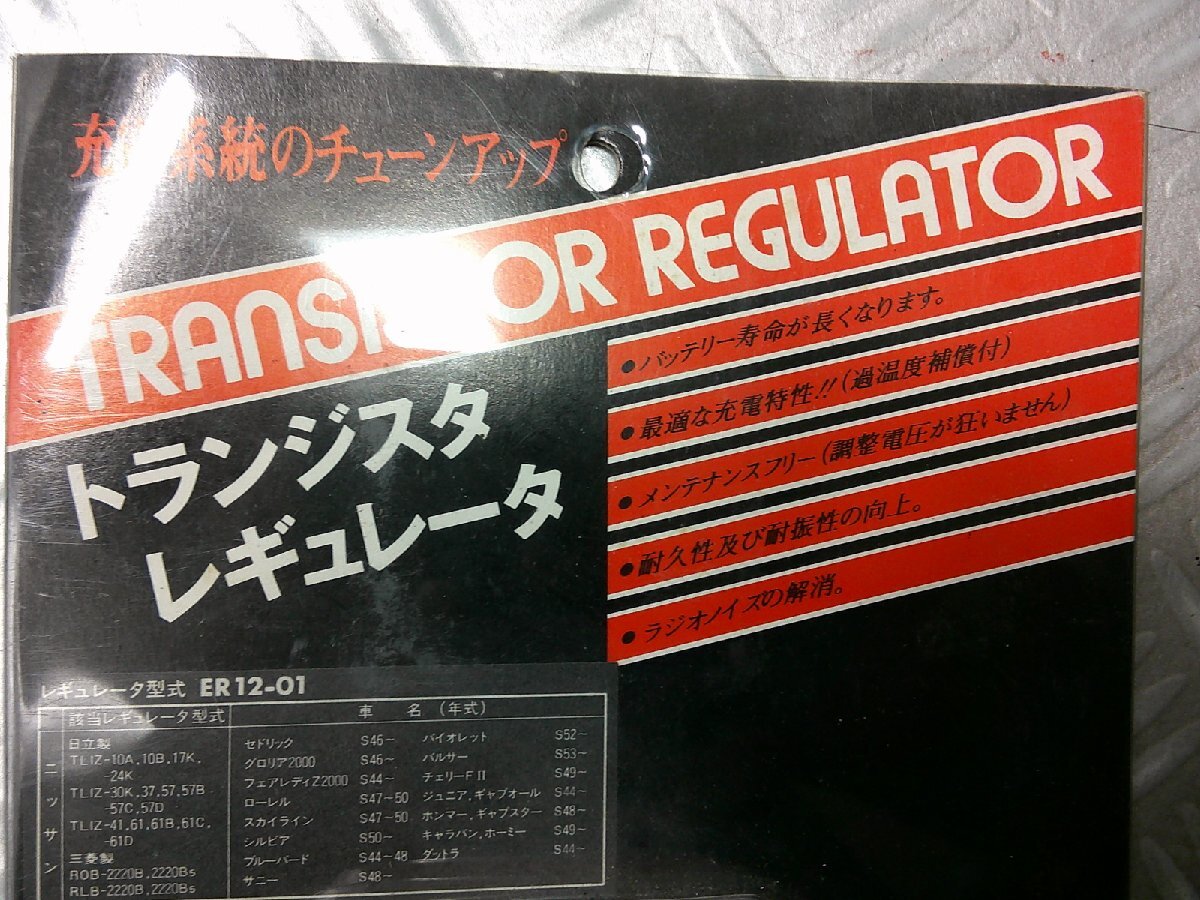 充電系統のチューンアップ
TRANSISTOR REGULATOR
トランジスタ
レギュレータ
●バッテリー寿命が長くなります。
●最適な充電特性!!(過温度補償付)
●メンテナンスフリー(調整電圧が狂いません)
●耐久性及び耐振性の向上。
●ラジオノイズの解消。
レギュレータ型式 ER12-01
該当レギュレータ型式 車名(年式)
ニッサン
日立製
TLIZ-10A,10B,17K,
-24K
TLIZ-30K,37,57,57B
-57C,57D
TLIZ-41,61,61B,61C,
-61D
三菱製
ROB-2220B,2220Bs
RLB-2220B,2220Bs
セドリック S46~ バイオレット S52~
グロリア2000 S46~ パルサー S53~
フェアレディZ2000 S44~ チェリーFII S49~
ローレル S47~50 ジュニア,ギャブオール S44~
スカイライン S47~50 ホンマー,ギャブスター S48~
シルビア S50~ キャラバン,ホーミー S49~
ブルーバード S44~48 ダットラ S44~
サニー S48~